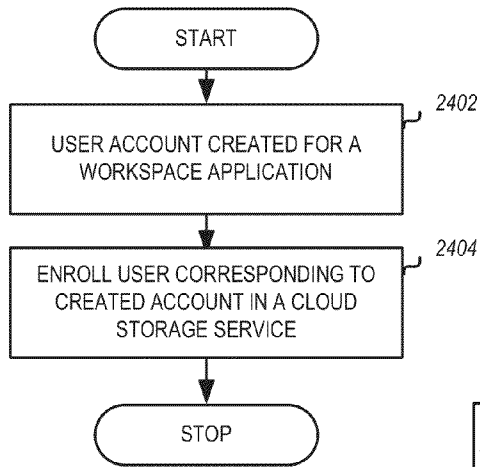 START
2402
USER ACCOUNT CREATED FOR A
WORKSPACE APPLICATION
2404
ENROLL USER CORRESPONDING TO
CREATED ACCOUNT IN A CLOUD
STORAGE SERVICE
STOP